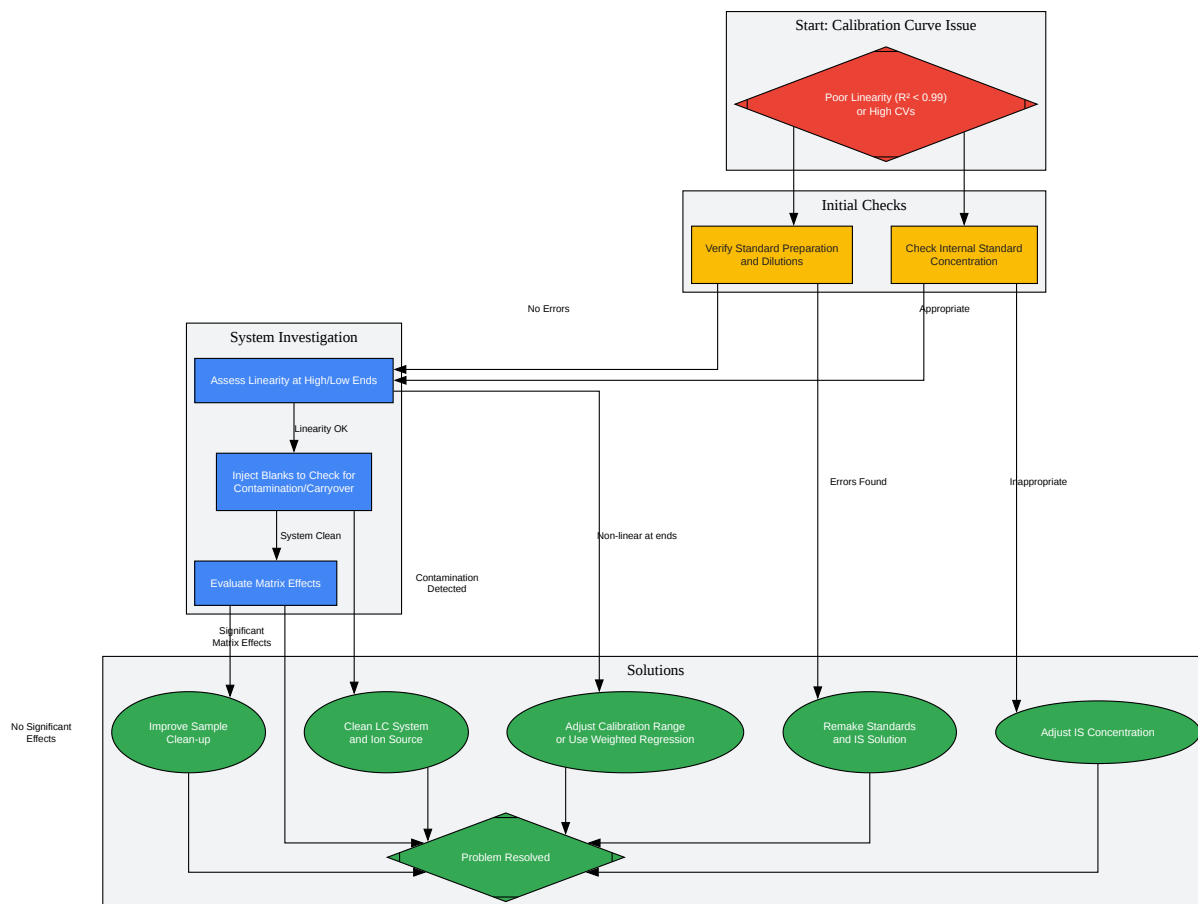 Start: Calibration Curve Issue
Poor Linearity (R² < 0.99)
or High CVs
Initial Checks
Verify Standard Preparation
and Dilutions
Check Internal Standard
Concentration
No Errors
Appropriate
System Investigation
Assess Linearity at High/Low Ends
Linearity OK
Inject Blanks to Check for
Contamination/Carryover
Errors Found
Inappropriate
System Clean
Non-linear at ends
Evaluate Matrix Effects
Contamination
Detected
Significant
Matrix Effects
Solutions
No Significant
Effects
Improve Sample
Clean-up
Clean LC System
and Ion Source
Adjust Calibration Range
or Use Weighted Regression
Remake Standards
and IS Solution
Adjust IS Concentration
Problem Resolved